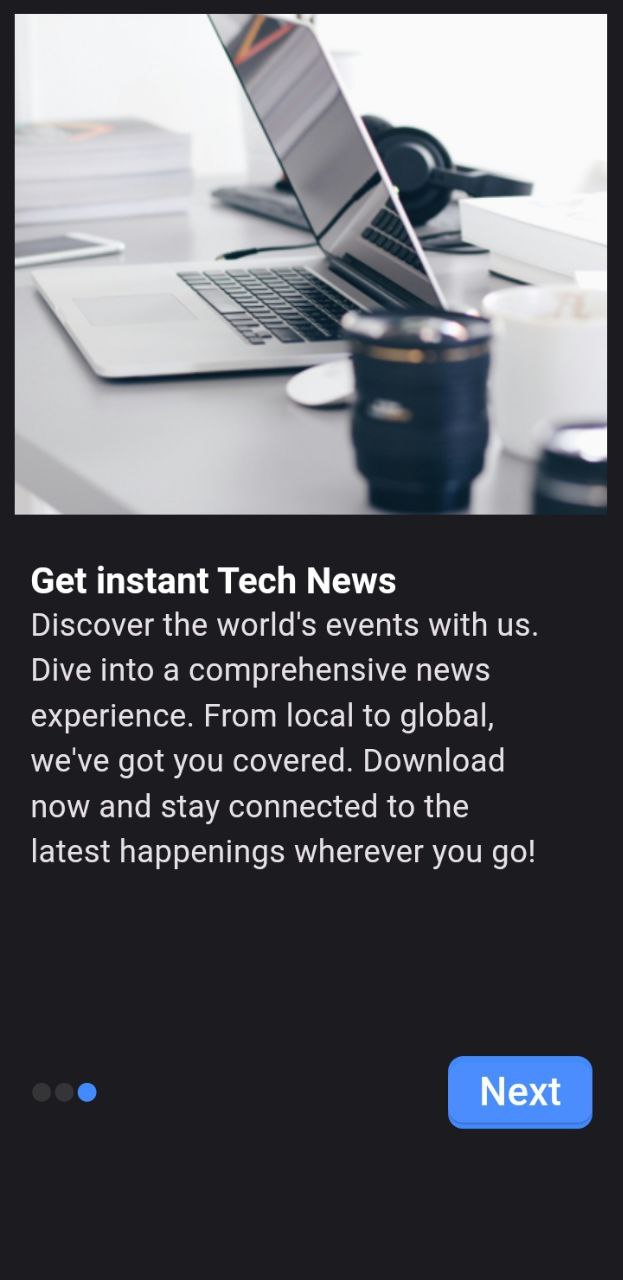 Get instant Tech News
Discover the world's events with us.
Dive into a comprehensive news
experience. From local to global,
we've got you covered. Download
now and stay connected to the
latest happenings wherever you go!
Next